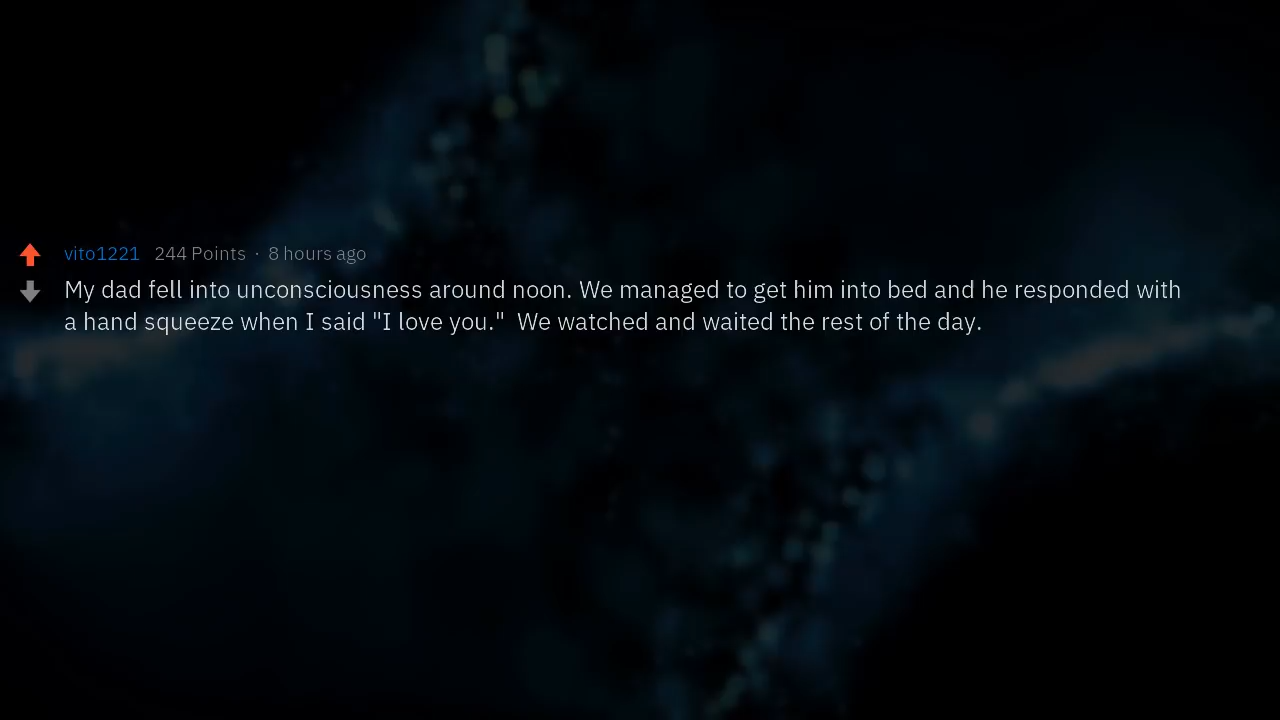 vito1221 244 Points · 8 hours ago
My dad fell into unconsciousness around noon. We managed to get him into bed and he responded with
a hand squeeze when I said "I love you."  We watched and waited the rest of the day.